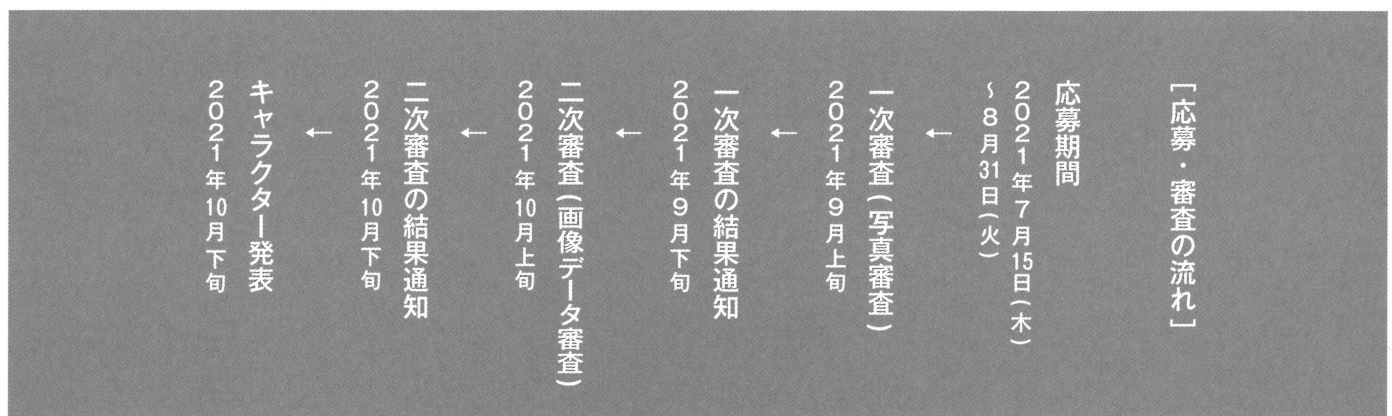 ［応募・審査の流れ］
応募期間
２０２１年７月15日（木）
〜８月31日（火）
←
一次審査（写真審査）
２０２１年９月上旬
←
一次審査の結果通知
２０２１年９月下旬
←
二次審査（画像データ審査）
２０２１年10月上旬
←
二次審査の結果通知
２０２１年10月下旬
←
キャラクター発表
２０２１年10月下旬